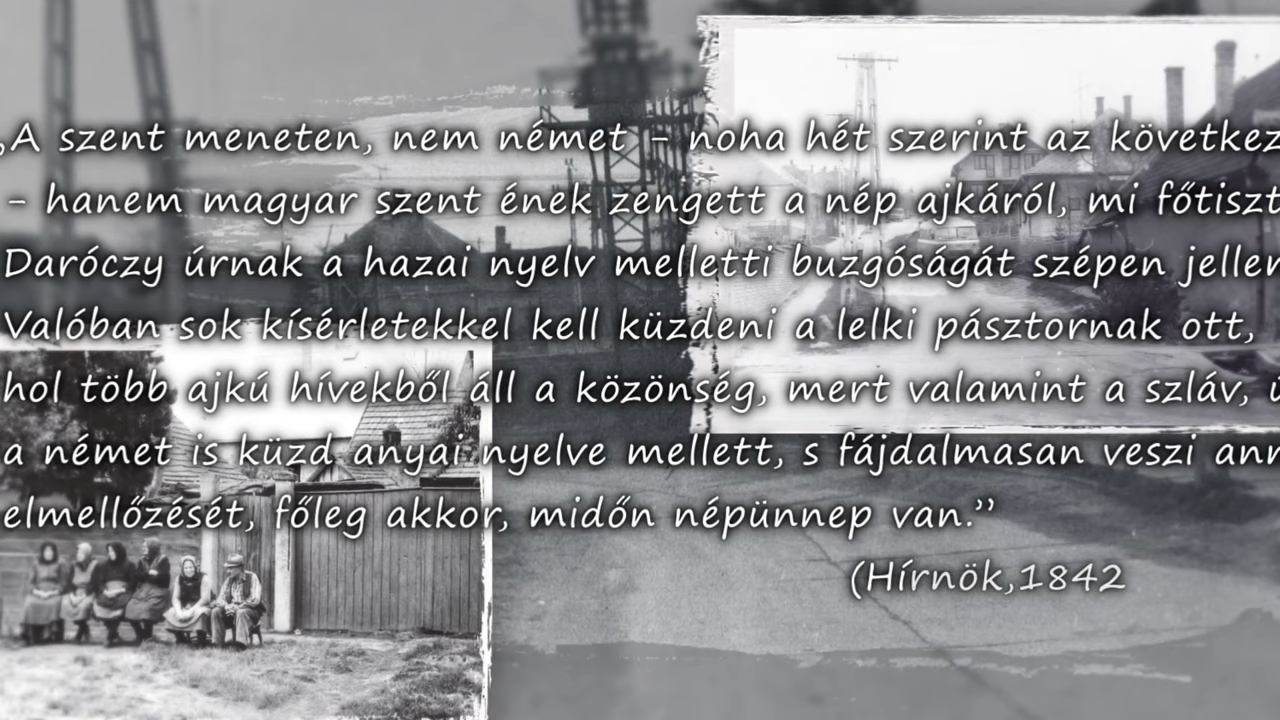 „A szent meneten, nem német - noha hét szerint az következ
- hanem magyar szent ének zengett a nép ajkáról, mi főtiszt
Daróczy úrnak a hazai nyelv melletti buzgóságát szépen jellem
Valóban sok kísérletekkel kell küzdeni a lelki pásztornak ott,
hol több ajkú hívekből áll a közönség, mert valamint a szláv,
a német is küzd anyai nyelve mellett, s fájdalmasan veszi ann
elmellőzését, főleg akkor, midőn népünnep van.”
(Hírnök,1842